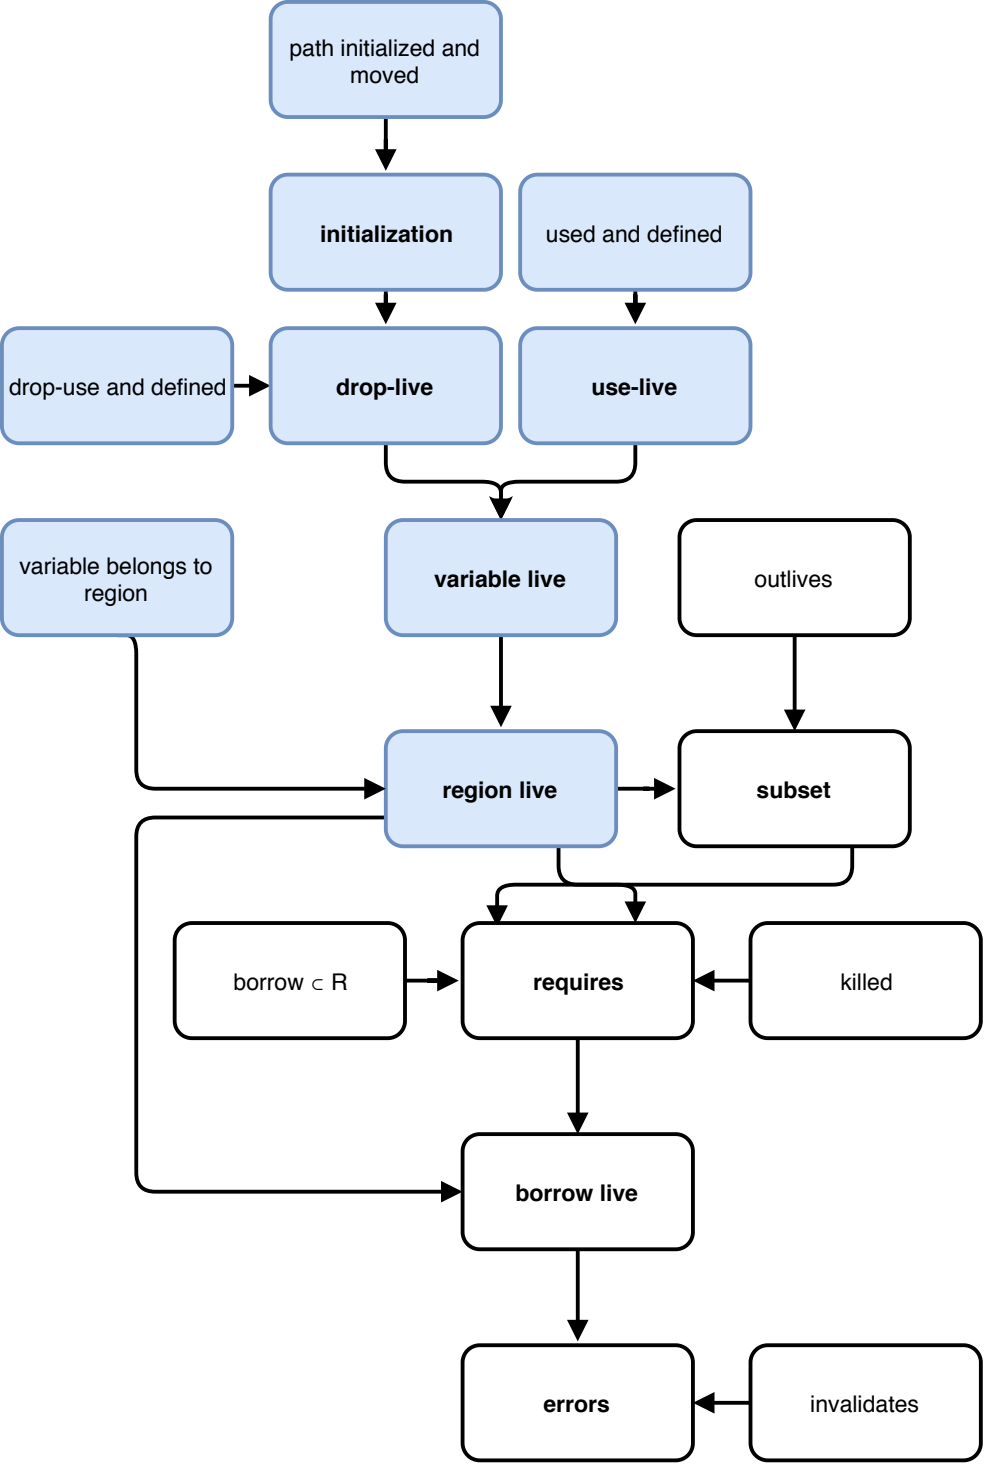 path initialized and
moved
initialization
used and defined
drop-use and defined
drop-live
use-live
variable belongs to
region
variable live
outlives
region live
subset
borrow ⊂ R
requires
killed
borrow live
errors
invalidates